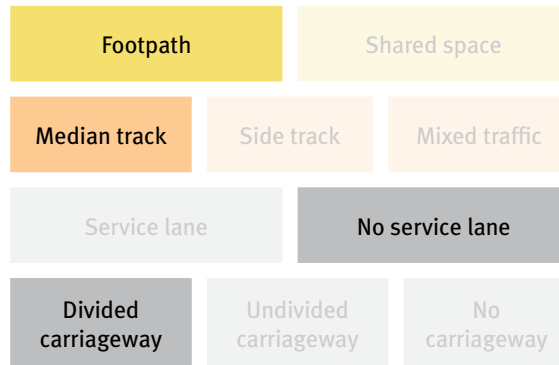 Footpath
Shared space
Median track
Side track
Mixed traffic
Service lane
No service lane
Divided
carriageway
Undivided
carriageway
No
carriageway